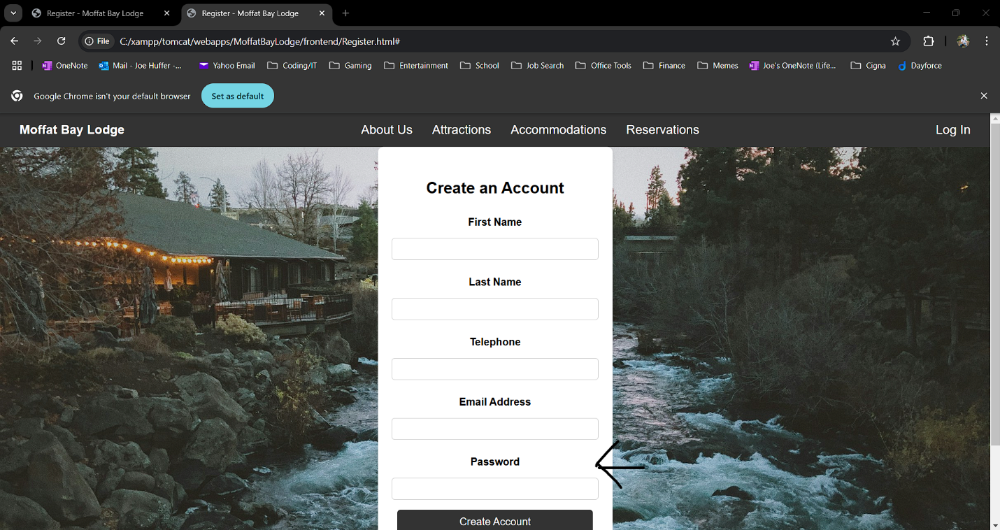 Register - Moffat Bay Lodge
Register - Moffat Bay Lodge
File C:/xampp/tomcat/webapps/MoffatBayLodge/frontend/Register.html#
OneNote Mail - Joe Huffer -... Yahoo Email Coding/IT Gaming Entertainment School Job Search Office Tools Finance Memes Joe's OneNote (Life... Cigna Dayforce
Google Chrome isn't your default browser Set as default
Moffat Bay Lodge About Us Attractions Accommodations Reservations Log In
Create an Account
First Name
Last Name
Telephone
Email Address
Password
Create Account